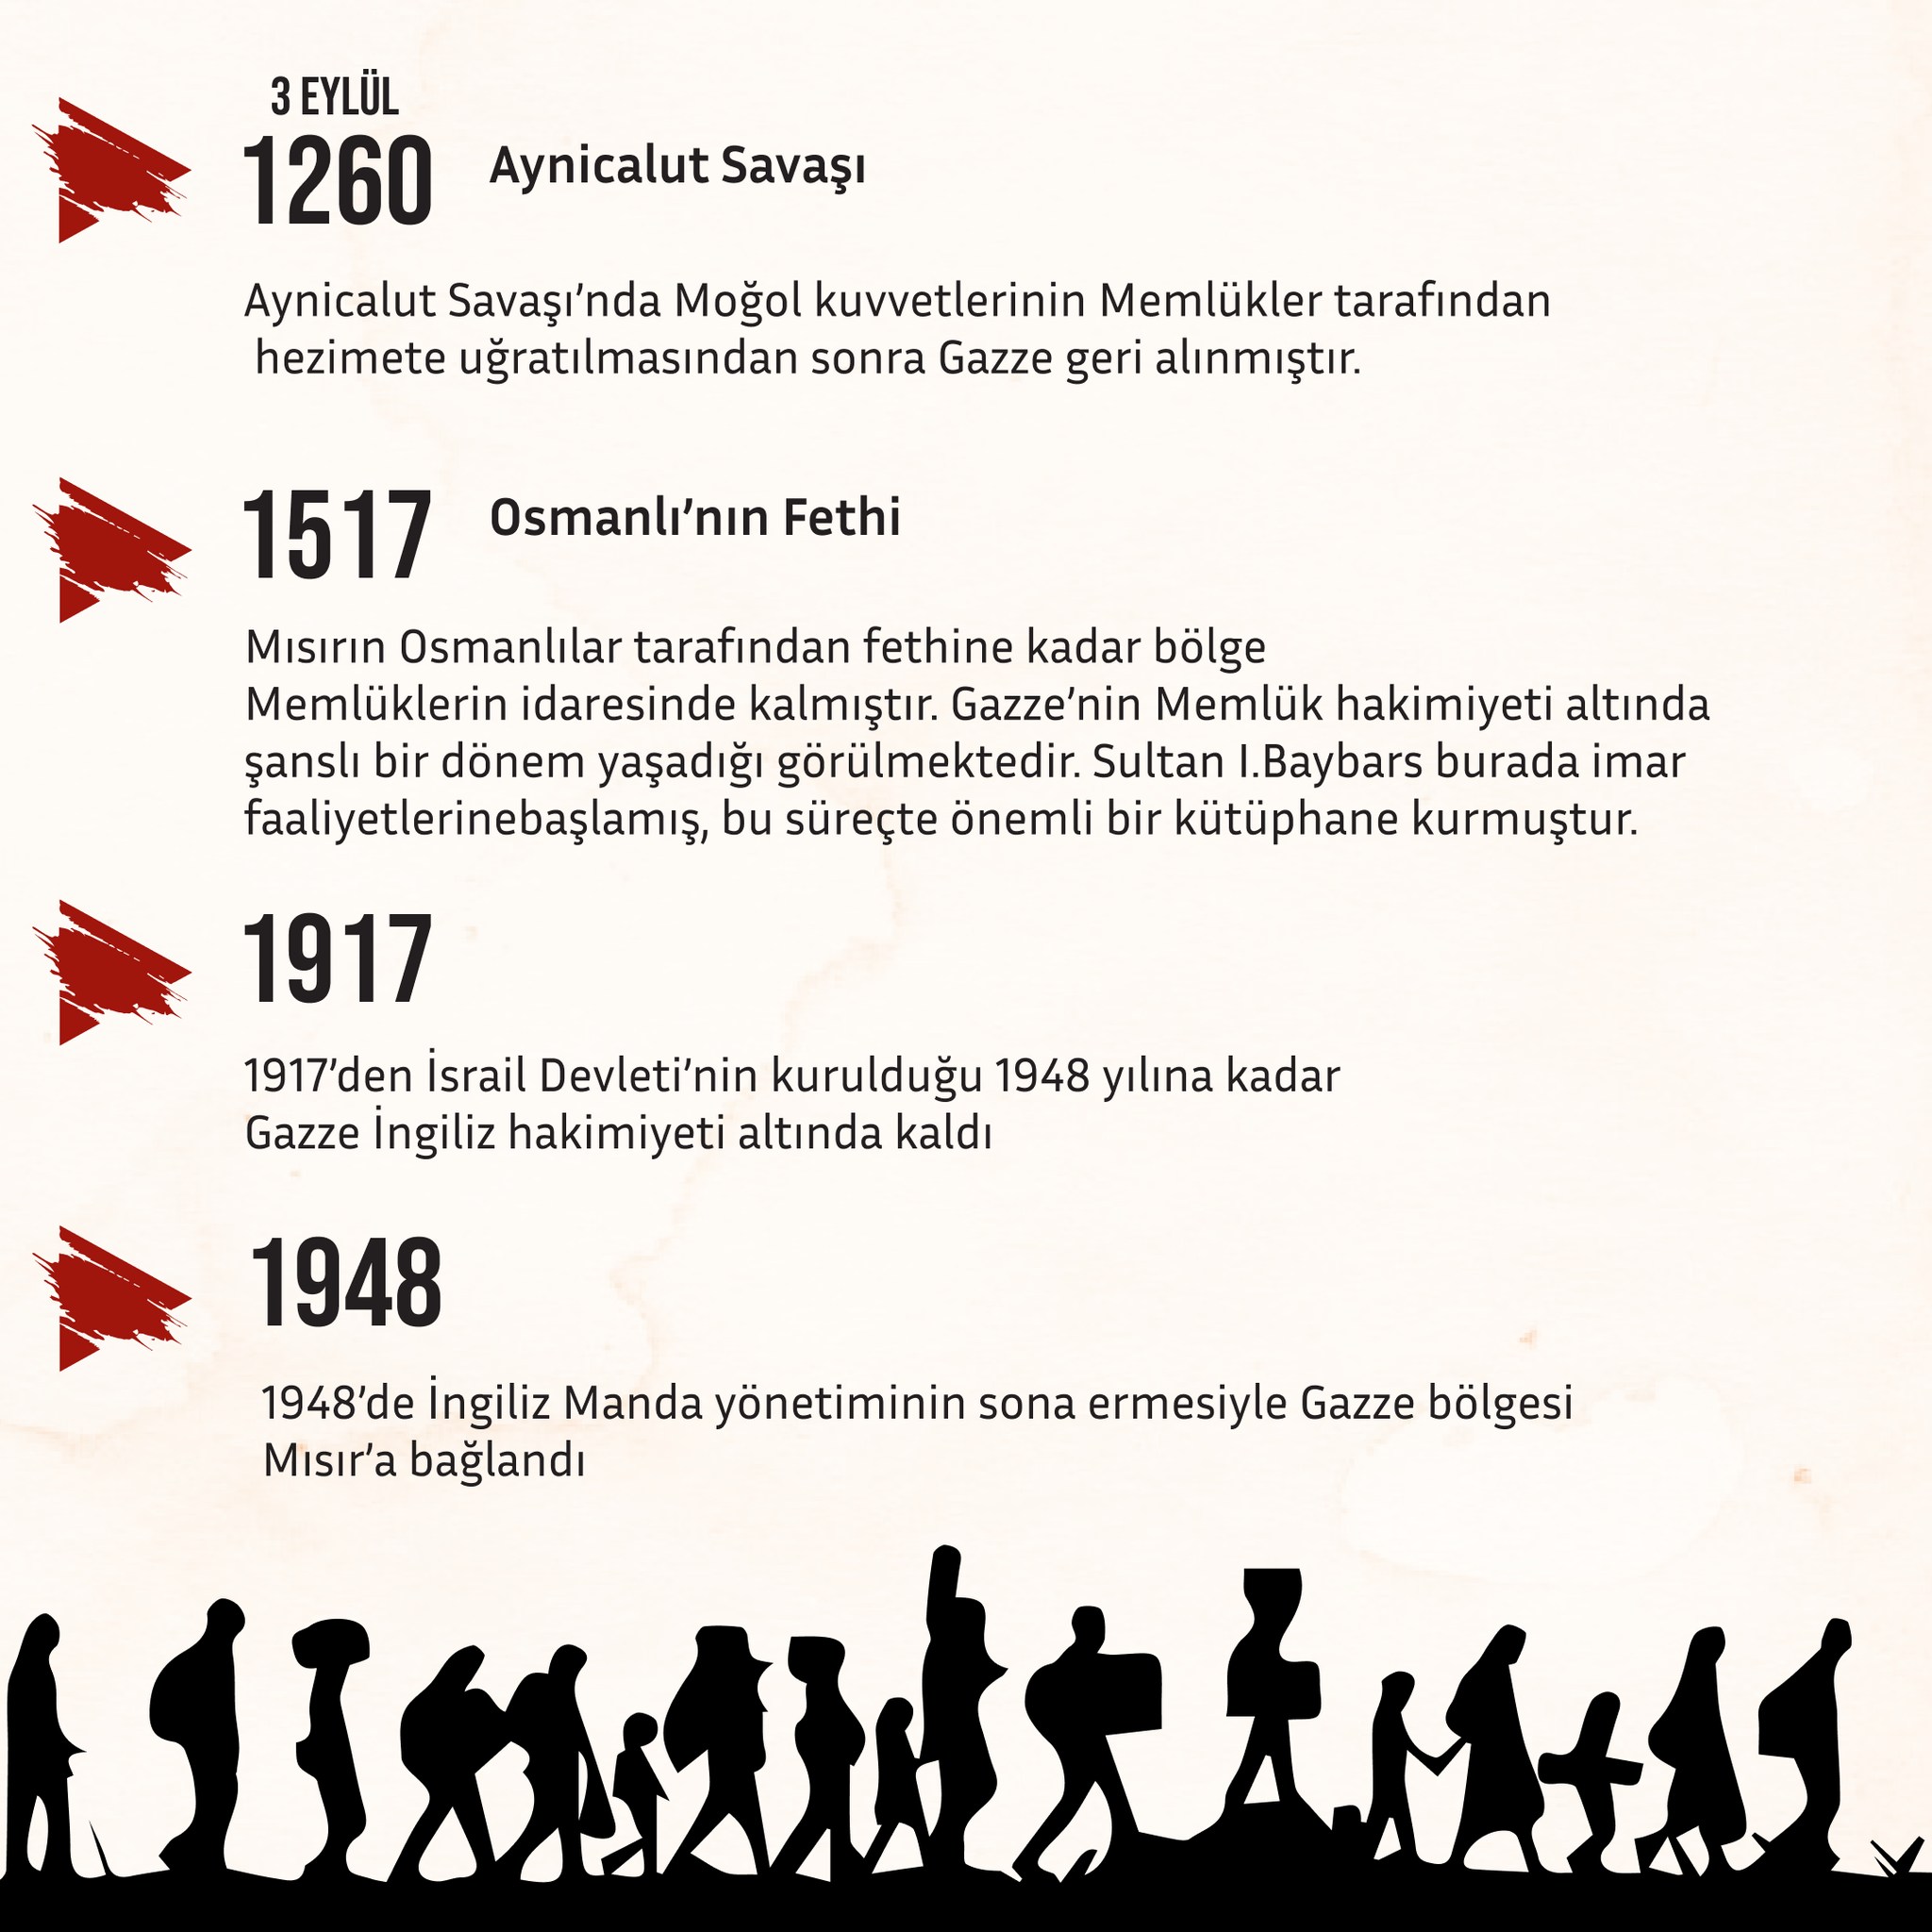 3 EYLÜL
1260
Aynicalut Savaşı
Aynicalut Savaşı’nda Moğol kuvvetlerinin Memlükler tarafından
hezimete uğratılmasından sonra Gazze geri alınmıştır.
1517
Osmanlı’nın Fethi
Mısırın Osmanlılar tarafından fethine kadar bölge
Memlüklerin idaresinde kalmıştır. Gazze’nin Memlük hakimiyeti altında
şanslı bir dönem yaşadığı görülmektedir. Sultan I.Baybars burada imar
faaliyetlerinebaşlamış, bu süreçte önemli bir kütüphane kurmuştur.
1917
1917’den İsrail Devleti’nin kurulduğu 1948 yılına kadar
Gazze İngiliz hakimiyeti altında kaldı
1948
1948’de İngiliz Manda yönetiminin sona ermesiyle Gazze bölgesi
Mısır’a bağlandı